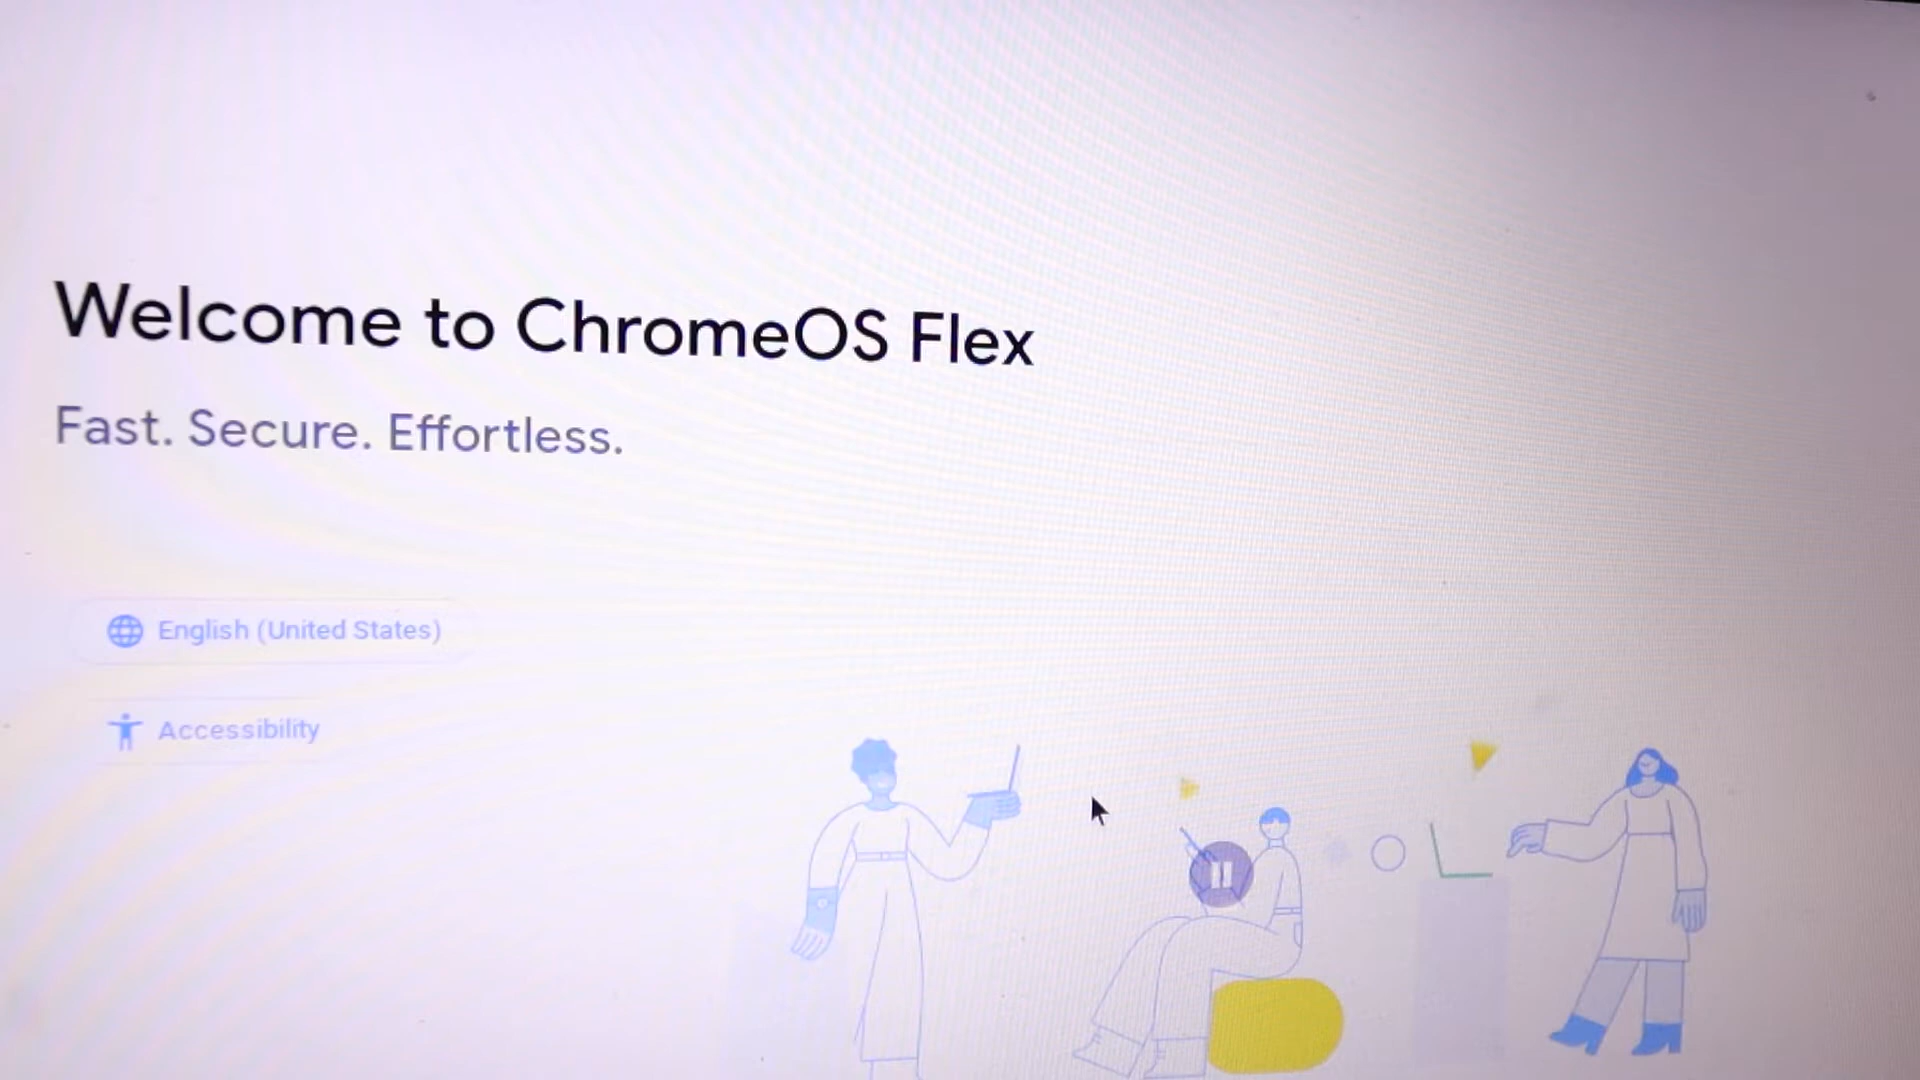 Welcome to ChromeOS Flex
Fast. Secure. Effortless.
English (United States)
Accessibility